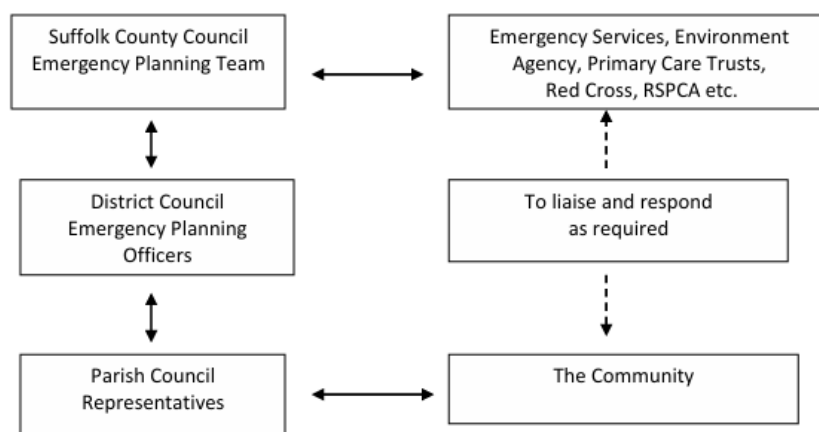 Suffolk County Council
Emergency Planning Team
Emergency Services, Environment
Agency, Primary Care Trusts,
Red Cross, RSPCA etc.
District Council
Emergency Planning
Officers
To liaise and respond
as required
Parish Council
Representatives
The Community